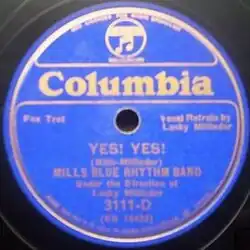 Columbia
Fox Trot
Vocal Refrain by
Lucky Millinder
YES! YES!
(Mills-Millinder)
MILLS BLUE RHYTHM BAND
Under the Direction of
Lucky Millinder
3111-D